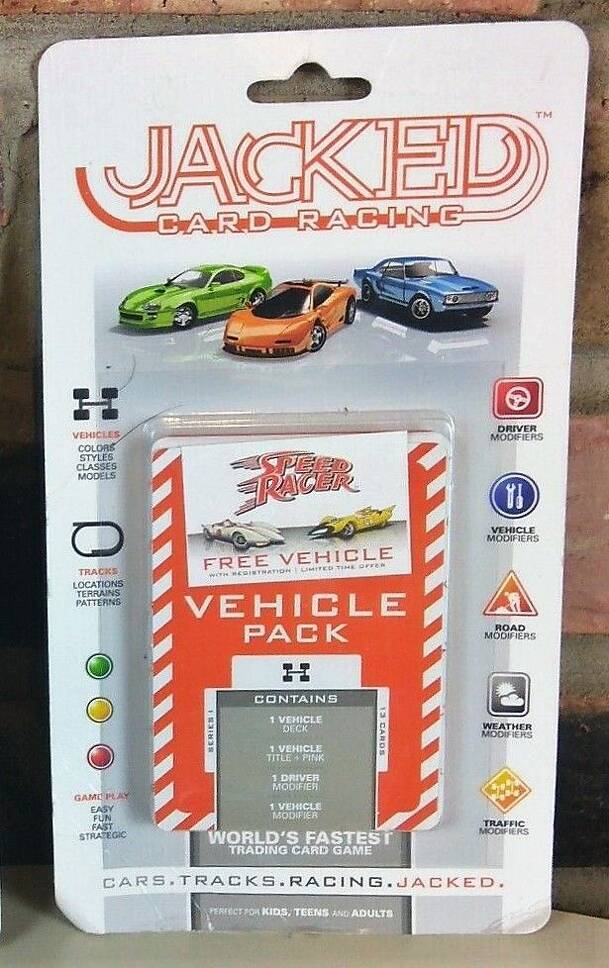 JACKED™
CARD RACING
VEHICLES
COLORS
STYLES
CLASSES
MODELS
TRACKS
LOCATIONS
TERRAINS
PATTERNS
GAME PLAY
EASY
FUN
FAST
STRATEGIC
SPEED
RACER
FREE VEHICLE
WITH REGISTRATION | LIMITED TIME OFFER
VEHICLE
PACK
CONTAINS
SERIES I
1 VEHICLE
DECK
1 VEHICLE
TITLE + PINK
1 DRIVER
MODIFIER
1 VEHICLE
MODIFIER
13 CARDS
WORLD'S FASTEST
TRADING CARD GAME
DRIVER
MODIFIERS
VEHICLE
MODIFIERS
ROAD
MODIFIERS
WEATHER
MODIFIERS
TRAFFIC
MODIFIERS
CARS.TRACKS.RACING.JACKED.
PERFECT FOR KIDS, TEENS AND ADULTS